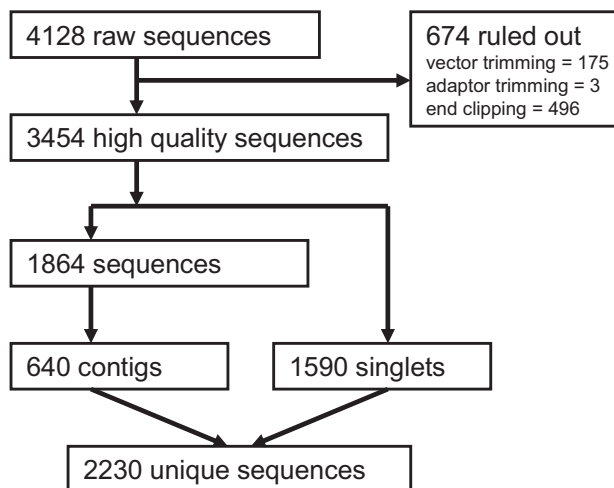 4128 raw sequences
674 ruled out
vector trimming = 175
adaptor trimming = 3
end clipping = 496
3454 high quality sequences
1864 sequences
640 contigs
1590 singlets
2230 unique sequences